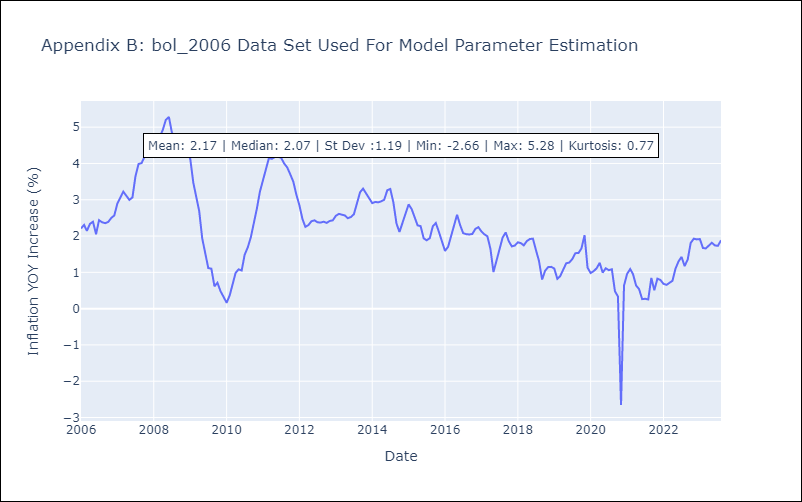 Appendix B: bol_2006 Data Set Used For Model Parameter Estimation
Mean: 2.17 | Median: 2.07 | St Dev :1.19 | Min: -2.66 | Max: 5.28 | Kurtosis: 0.77
Inflation YOY Increase (%)
5
4
3
2
1
0
−1
−2
−3
2006 2008 2010 2012 2014 2016 2018 2020 2022
Date